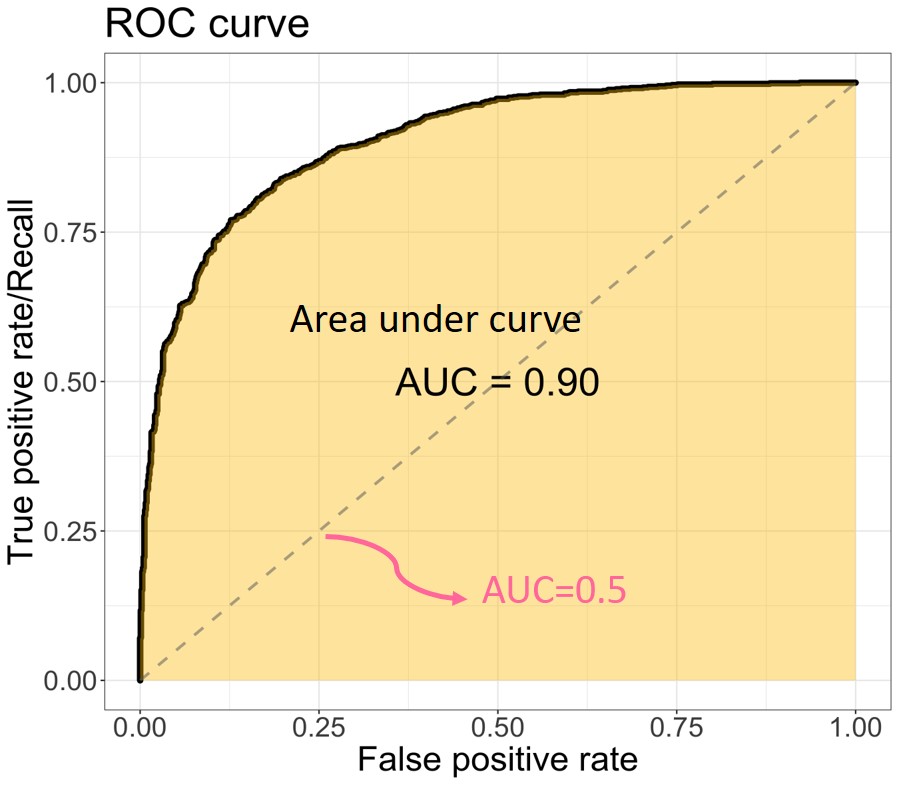 ROC curve
True positive rate/Recall
1.00
0.75
0.50
0.25
0.00
Area under curve
AUC = 0.90
AUC=0.5
0.00 0.25 0.50 0.75 1.00
False positive rate